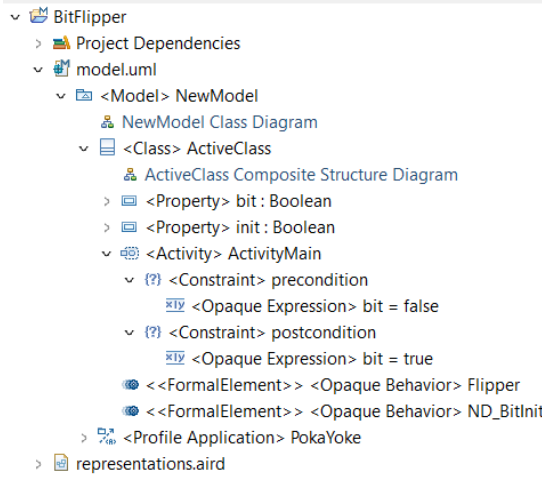 BitFlipper
Project Dependencies
model.uml
<Model> NewModel
NewModel Class Diagram
<Class> ActiveClass
ActiveClass Composite Structure Diagram
<Property> bit : Boolean
<Property> init : Boolean
<Activity> ActivityMain
<Constraint> precondition
<Opaque Expression> bit = false
<Constraint> postcondition
<Opaque Expression> bit = true
<<FormalElement>> <Opaque Behavior> Flipper
<<FormalElement>> <Opaque Behavior> ND_BitInit
<Profile Application> PokaYoke
representations.aird